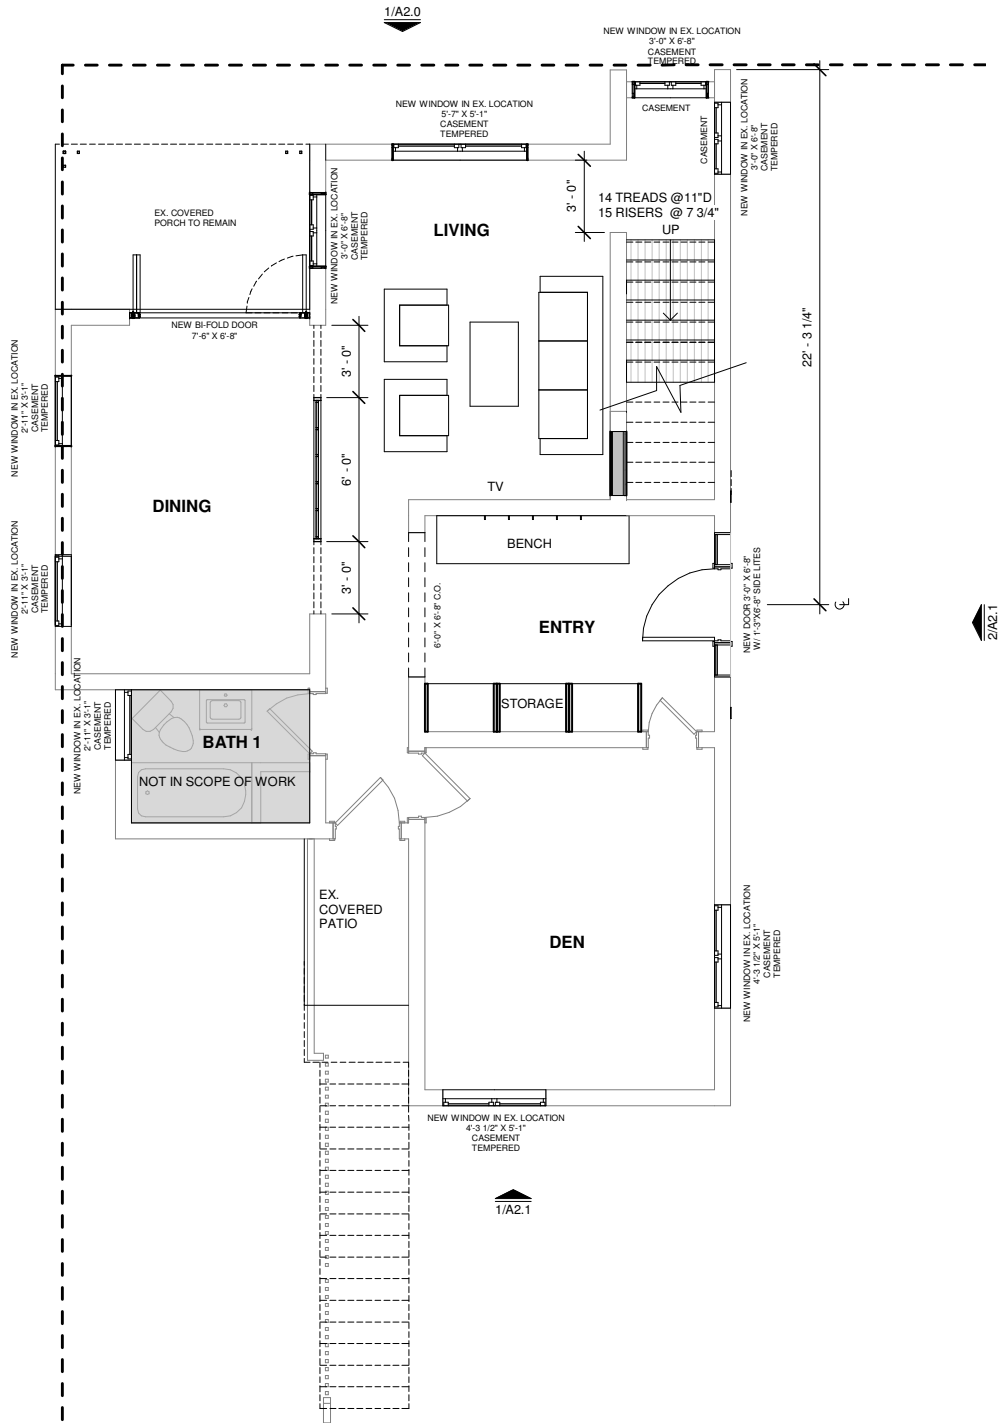 1/A2.0
NEW WINDOW IN EX. LOCATION
3'-0" X 6'-8"
CASEMENT
TEMPERED
CASEMENT
CASEMENT
NEW WINDOW IN EX. LOCATION
3'-0" X 6'-8"
CASEMENT
TEMPERED
NEW WINDOW IN EX. LOCATION
5'-7" X 5'-1"
CASEMENT
TEMPERED
EX. COVERED
PORCH TO REMAIN
NEW WINDOW IN EX. LOCATION
3'-0" X 6'-8"
CASEMENT
TEMPERED
LIVING
3' - 0"
14 TREADS @11"D
15 RISERS @ 7 3/4"
UP
22' - 3 1/4"
NEW BI-FOLD DOOR
7'-6" X 6'-8"
3' - 0"
6' - 0"
3' - 0"
NEW WINDOW IN EX. LOCATION
2'-11" X 3'-1"
CASEMENT
TEMPERED
DINING
TV
NEW WINDOW IN EX. LOCATION
2'-11" X 3'-1"
CASEMENT
TEMPERED
BENCH
6'-0" X 6'-8" C.O.
ENTRY
NEW DOOR 3'-0" X 6'-8"
W/ 1'-3"X6'-8" SIDE LITES
CL
2/A2.1
STORAGE
NEW WINDOW IN EX. LOCATION
2'-11" X 3'-1"
CASEMENT
TEMPERED
BATH 1
NOT IN SCOPE OF WORK
EX.
COVERED
PATIO
DEN
NEW WINDOW IN EX. LOCATION
4'-3 1/2" X 5'-1"
CASEMENT
TEMPERED
NEW WINDOW IN EX. LOCATION
4'-3 1/2" X 5'-1"
CASEMENT
TEMPERED
1/A2.1